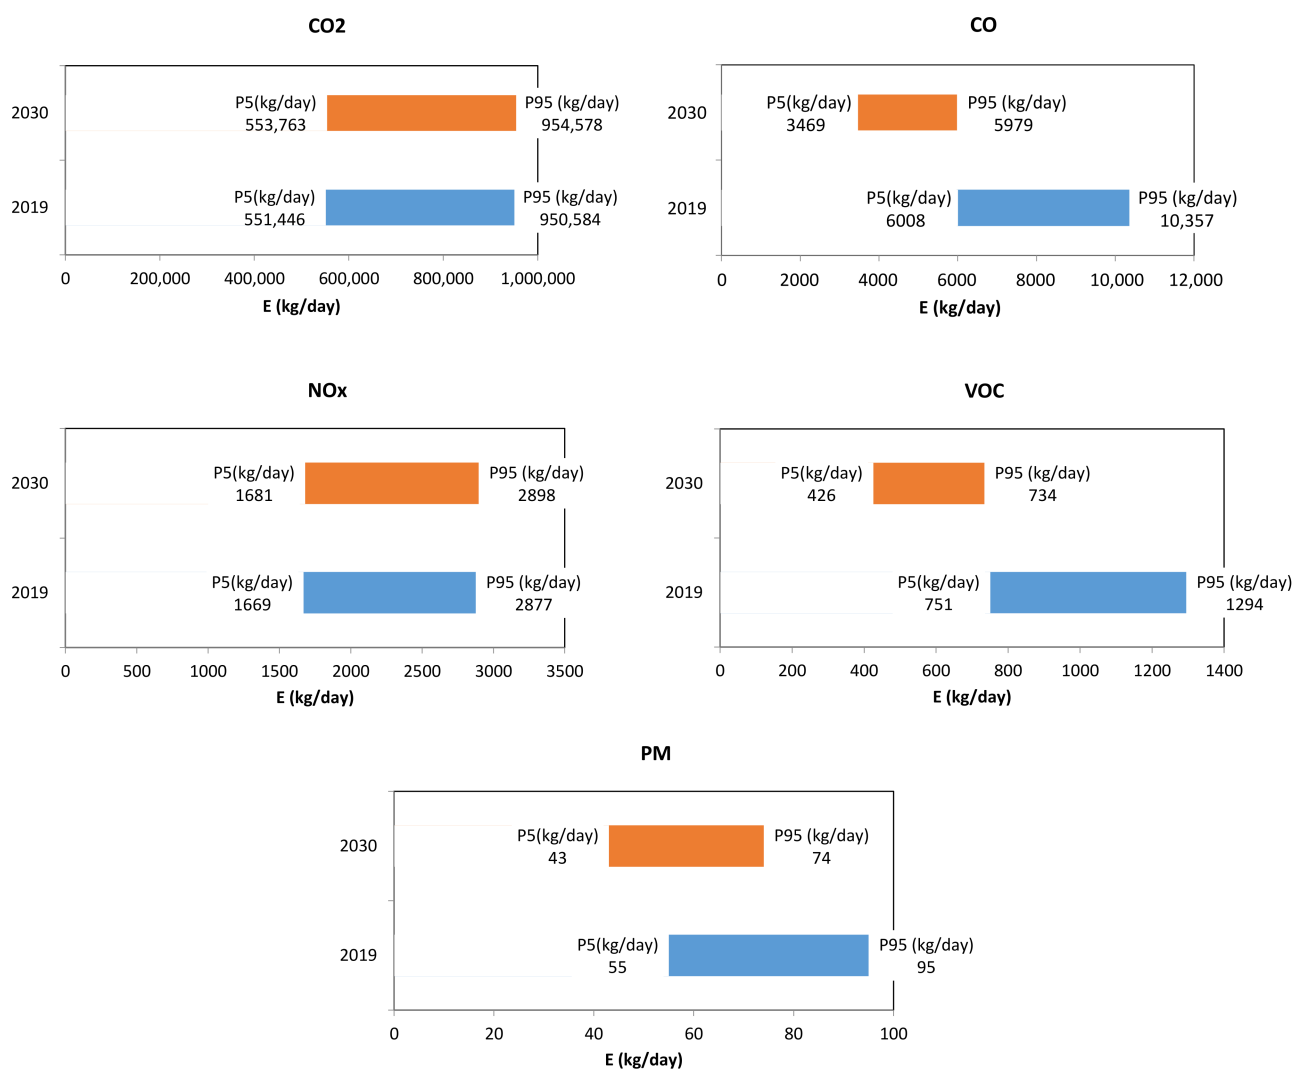 CO2
2030
P5(kg/day)
553,763
P95 (kg/day)
954,578
2019
P5(kg/day)
551,446
P95 (kg/day)
950,584
0 200,000 400,000 600,000 800,000 1,000,000
E (kg/day)
CO
2030
P5(kg/day)
3469
P95 (kg/day)
5979
2019
P5(kg/day)
6008
P95 (kg/day)
10,357
0 2000 4000 6000 8000 10,000 12,000
E (kg/day)
NOx
2030
P5(kg/day)
1681
P95 (kg/day)
2898
2019
P5(kg/day)
1669
P95 (kg/day)
2877
0 500 1000 1500 2000 2500 3000 3500
E (kg/day)
VOC
2030
P5(kg/day)
426
P95 (kg/day)
734
2019
P5(kg/day)
751
P95 (kg/day)
1294
0 200 400 600 800 1000 1200 1400
E (kg/day)
PM
2030
P5(kg/day)
43
P95 (kg/day)
74
2019
P5(kg/day)
55
P95 (kg/day)
95
0 20 40 60 80 100
E (kg/day)